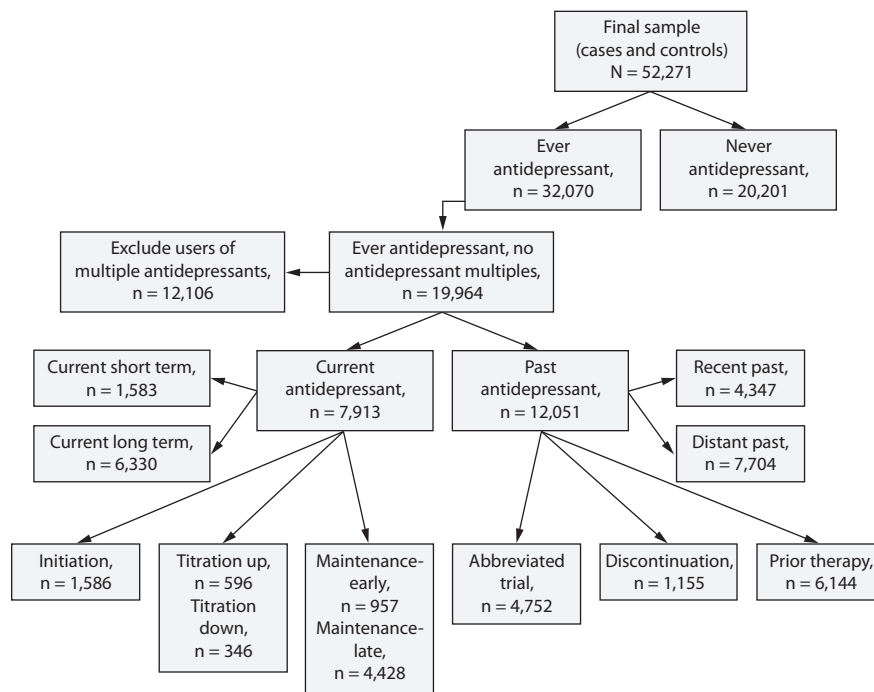 Final sample
(cases and controls)
N = 52,271
Ever
antidepressant,
n = 32,070
Never
antidepressant,
n = 20,201
Exclude users of
multiple antidepressants,
n = 12,106
Ever antidepressant, no
antidepressant multiples,
n = 19,964
Current short term,
n = 1,583
Current long term,
n = 6,330
Current
antidepressant,
n = 7,913
Past
antidepressant,
n = 12,051
Recent past,
n = 4,347
Distant past,
n = 7,704
Initiation,
n = 1,586
Titration up,
n = 596
Titration
down,
n = 346
Maintenance-
early,
n = 957
Maintenance-
late,
n = 4,428
Abbreviated
trial,
n = 4,752
Discontinuation,
n = 1,155
Prior therapy,
n = 6,144